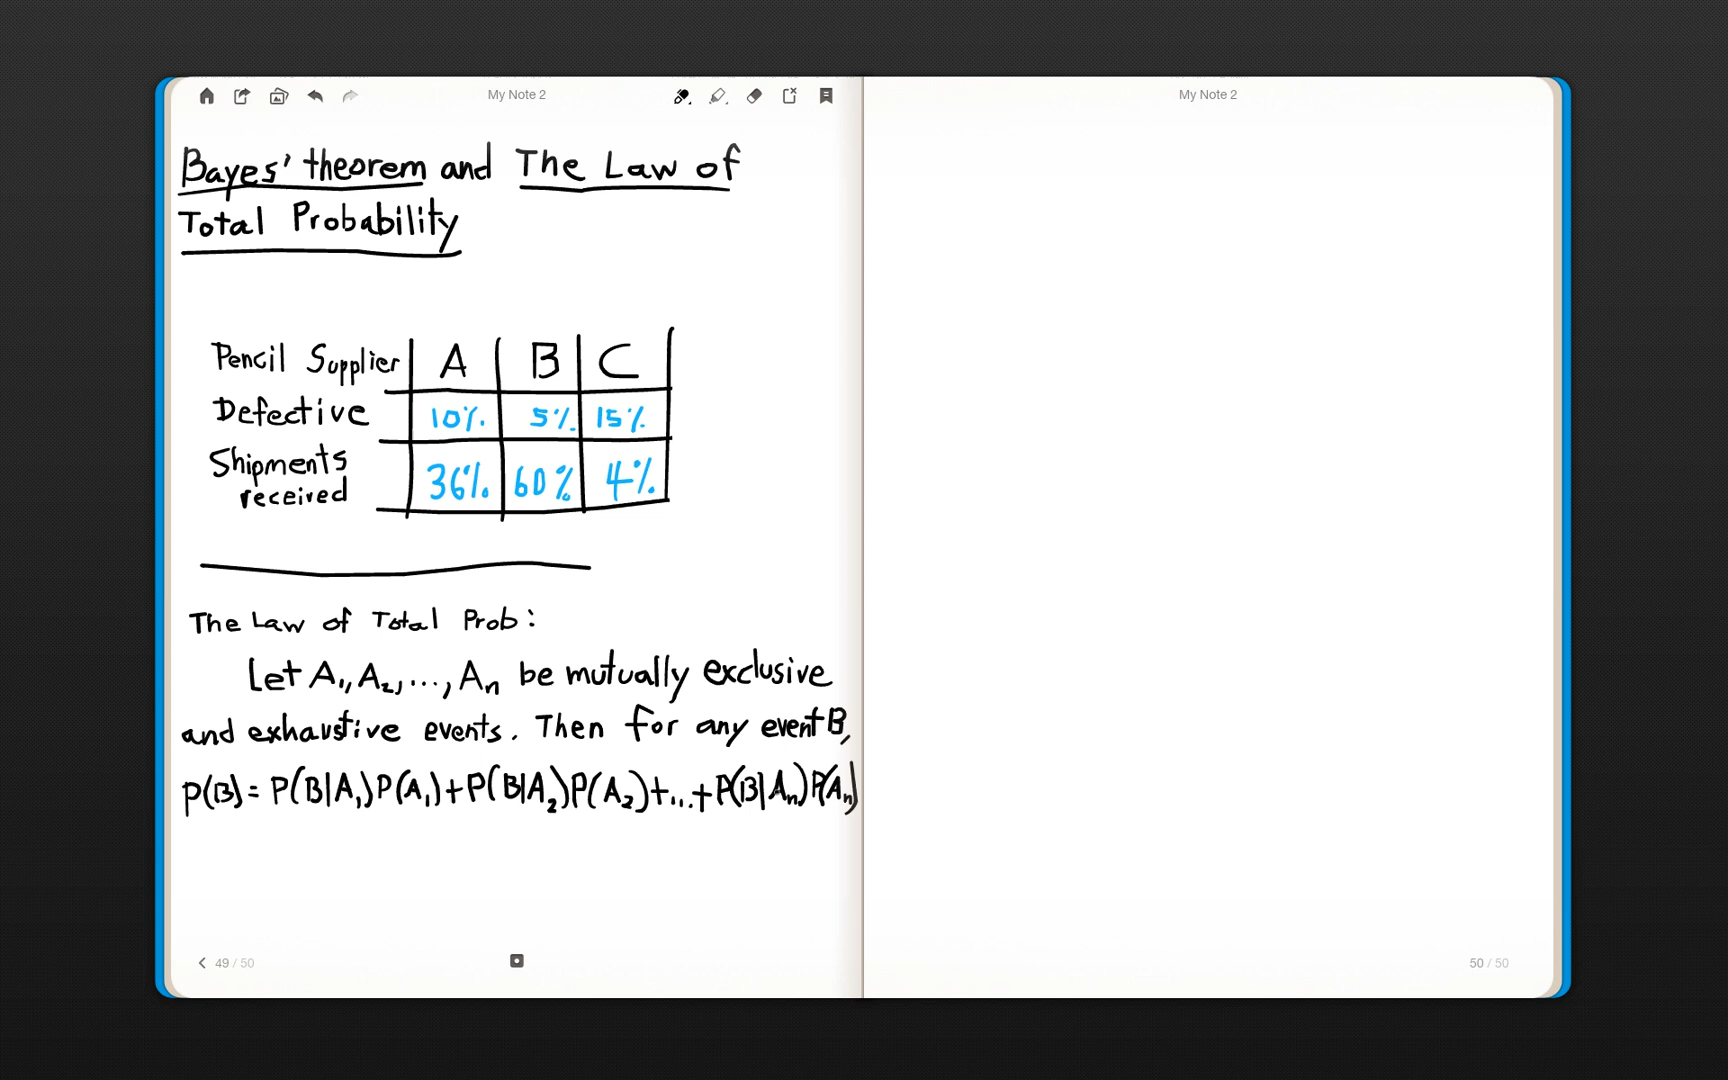 My Note 2
Bayes' theorem and The Law of
Total Probability
Pencil Supplier A B C
Defective 10% 5% 15%
Shipments 36% 60% 4%
received
The Law of Total Prob:
Let A₁, A₂, ..., Aₙ be mutually exclusive
and exhaustive events. Then for any event B,
P(B) = P(B|A₁)P(A₁)+P(B|A₂)P(A₂)+...+P(B|Aₙ)P(Aₙ)
49 / 50
My Note 2
50 / 50